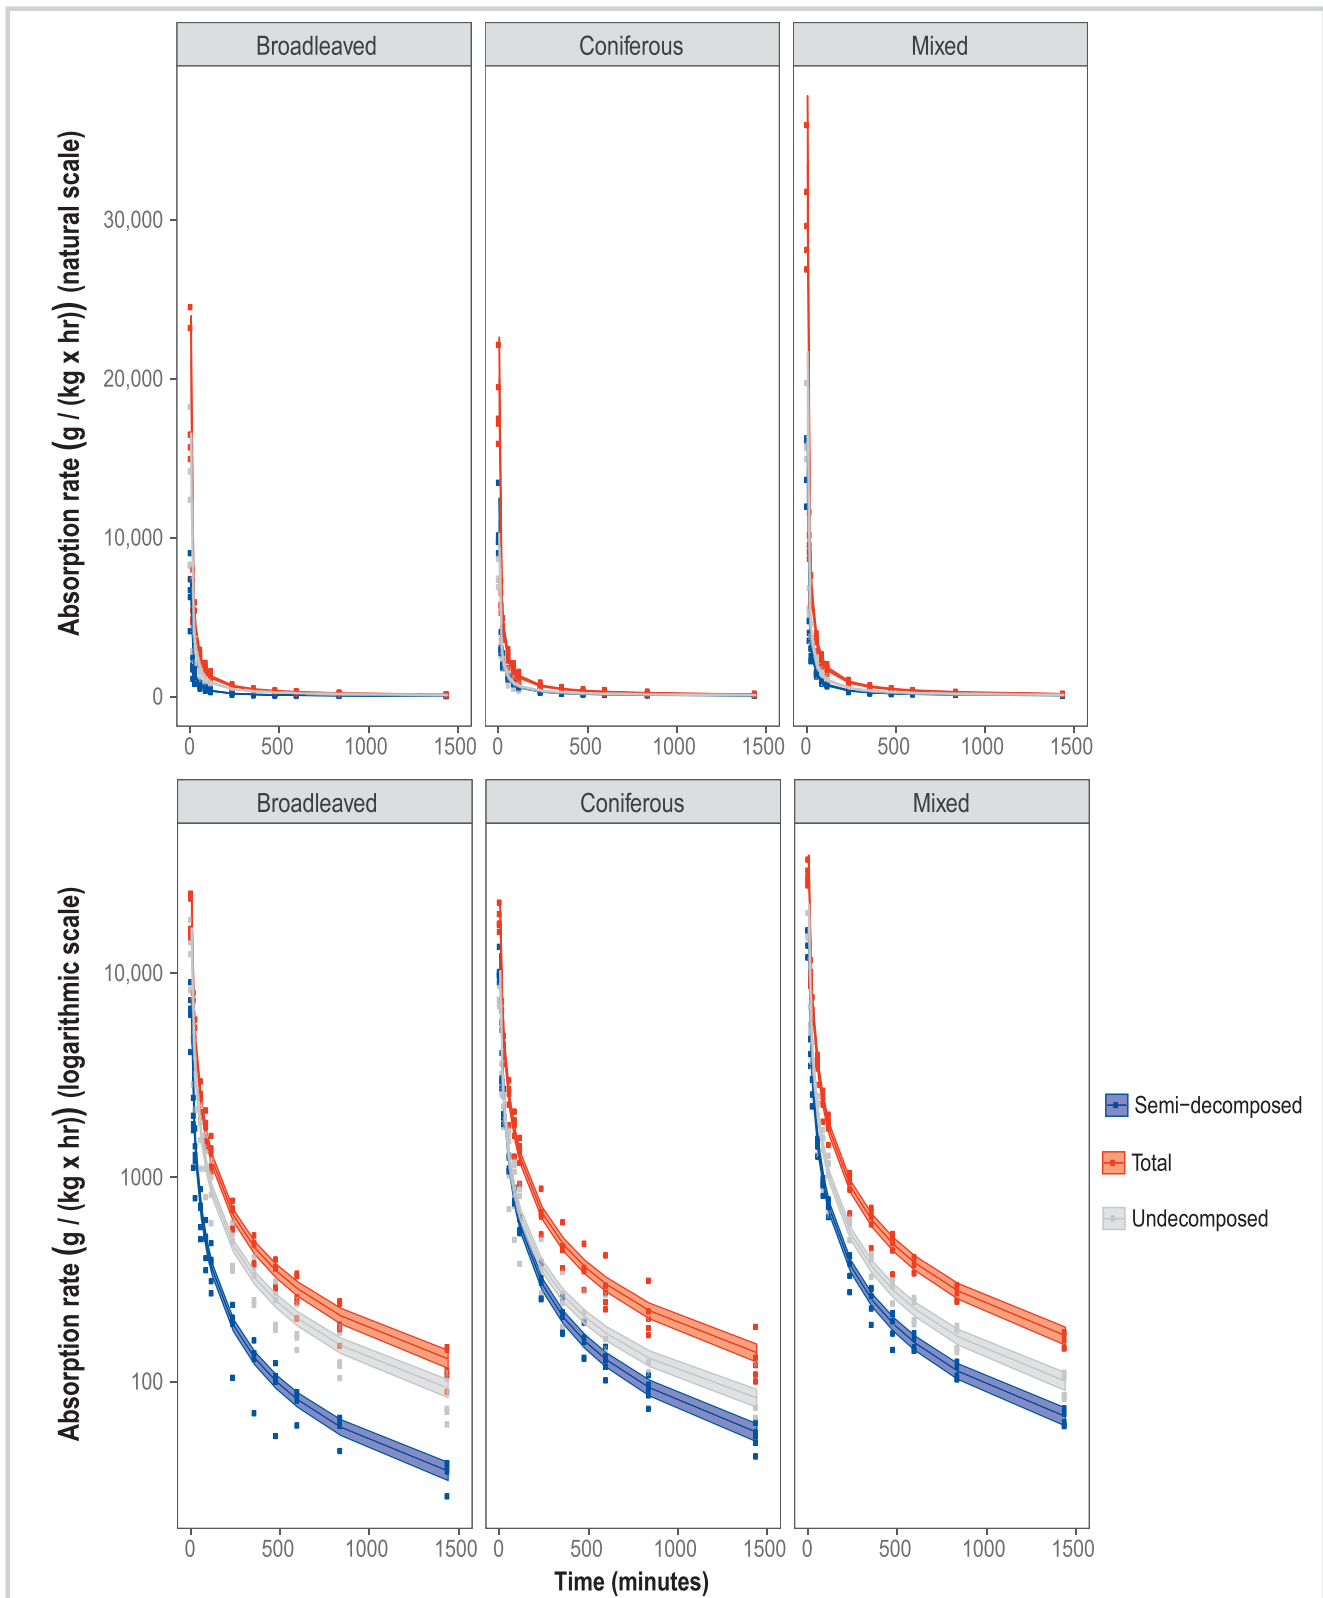 Broadleaved Coniferous Mixed
Absorption rate (g / (kg x hr)) (natural scale)
30,000
20,000
10,000
0
0 500 1000 1500 0 500 1000 1500 0 500 1000 1500
Broadleaved Coniferous Mixed
Absorption rate (g / (kg x hr)) (logarithmic scale)
10,000
1000
100
Semi−decomposed
Total
Undecomposed
0 500 1000 1500 0 500 1000 1500 0 500 1000 1500
Time (minutes)